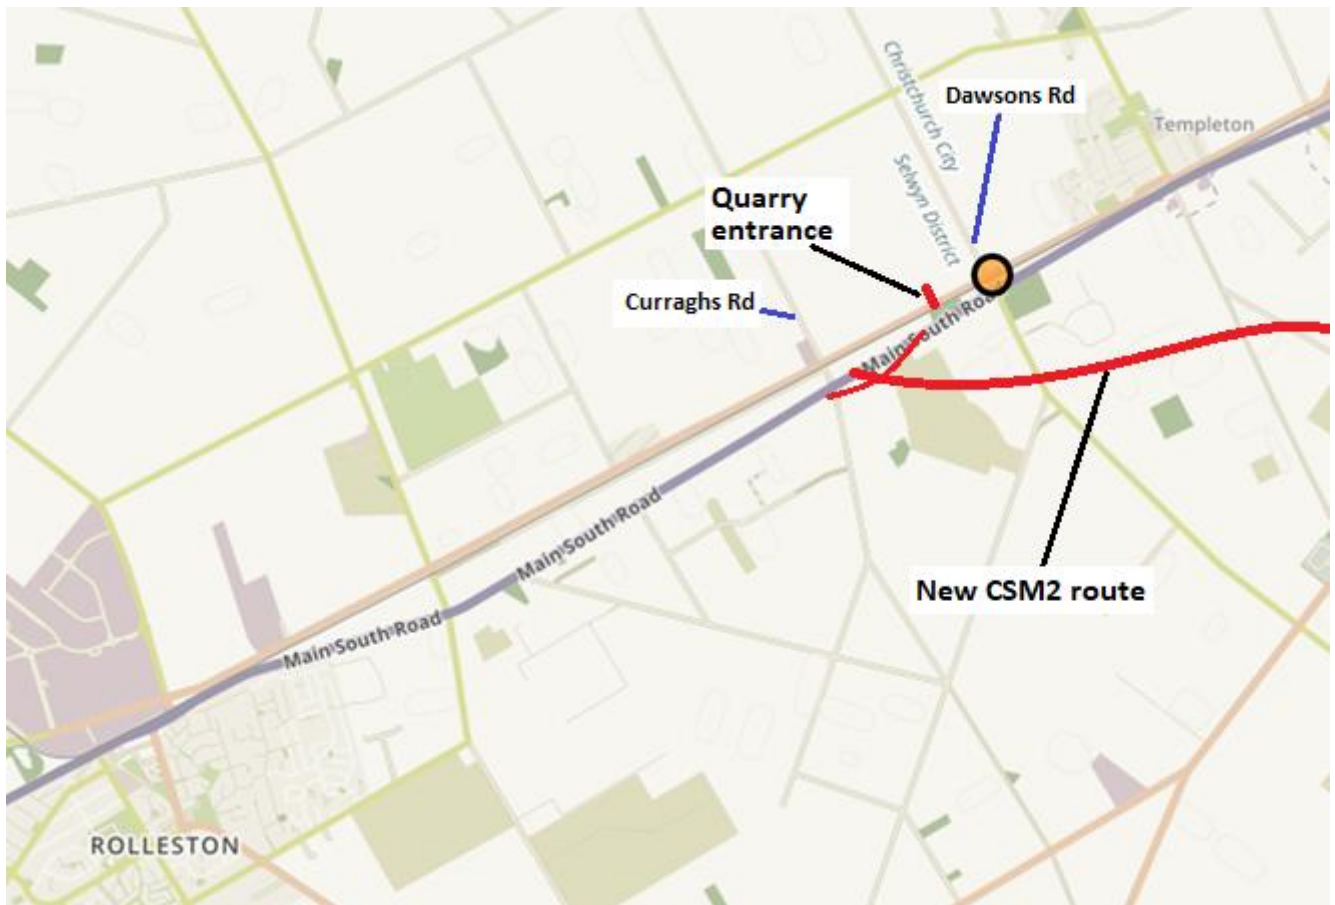 Christchurch City
Dawsons Rd
Templeton
Selwyn District
Quarry
entrance
Curraghs Rd
Main South Road
Main South Road
New CSM2 route
Main South Road
ROLLESTON